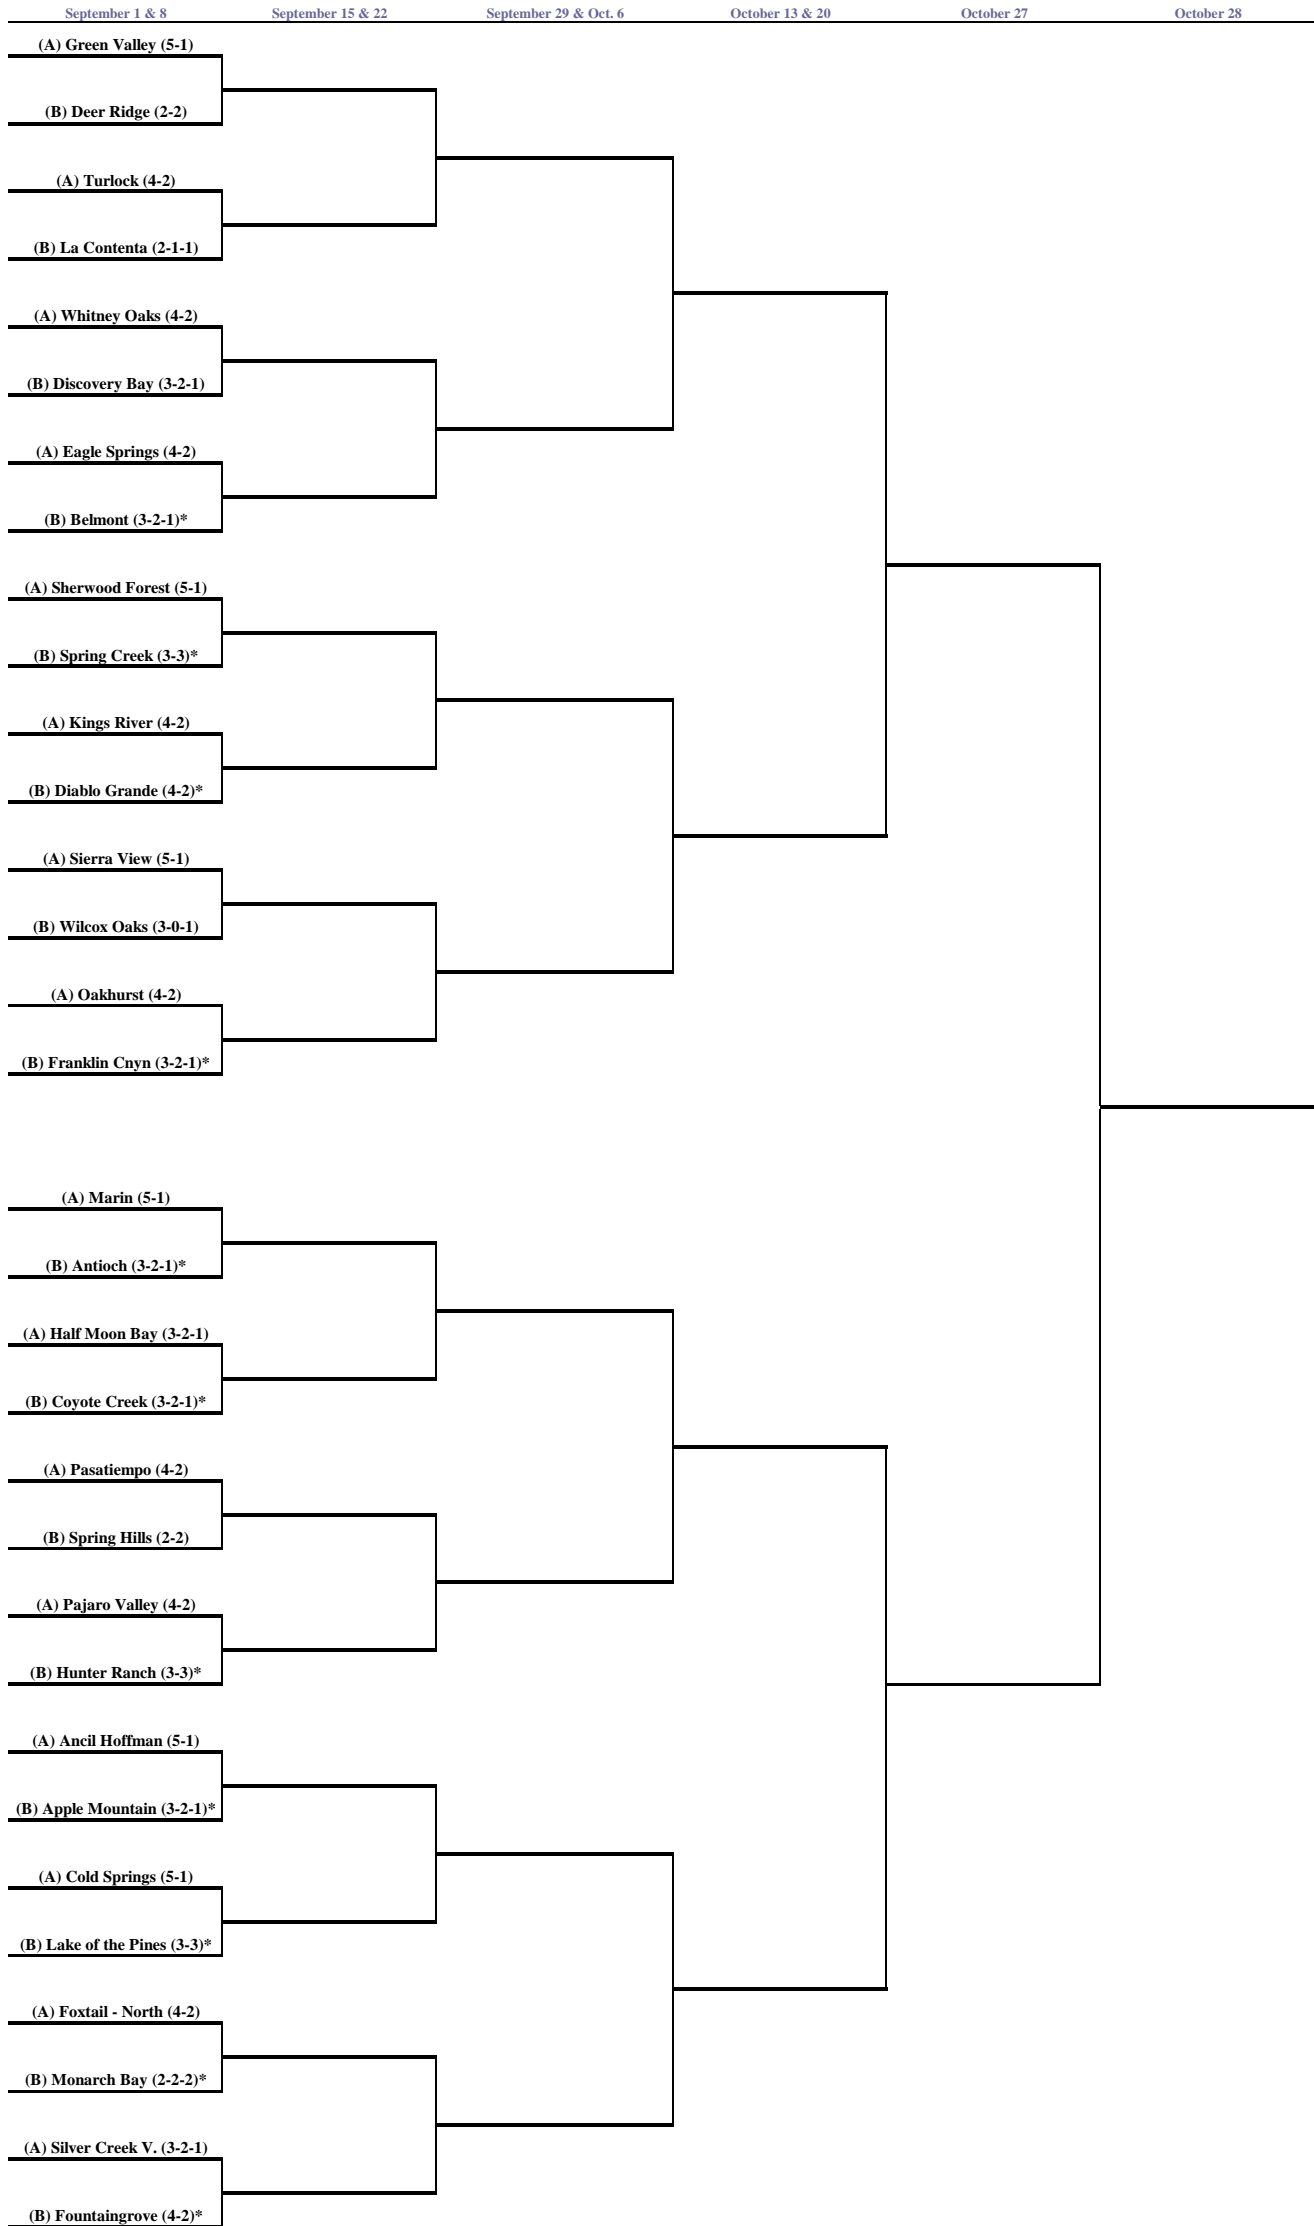 September 1 & 8 September 15 & 22 September 29 & Oct. 6 October 13 & 20 October 27 October 28
(A) Green Valley (5-1)
(B) Deer Ridge (2-2)
(A) Turlock (4-2)
(B) La Contenta (2-1-1)
(A) Whitney Oaks (4-2)
(B) Discovery Bay (3-2-1)
(A) Eagle Springs (4-2)
(B) Belmont (3-2-1)*
(A) Sherwood Forest (5-1)
(B) Spring Creek (3-3)*
(A) Kings River (4-2)
(B) Diablo Grande (4-2)*
(A) Sierra View (5-1)
(B) Wilcox Oaks (3-0-1)
(A) Oakhurst (4-2)
(B) Franklin Cnyn (3-2-1)*
(A) Marin (5-1)
(B) Antioch (3-2-1)*
(A) Half Moon Bay (3-2-1)
(B) Coyote Creek (3-2-1)*
(A) Pasatiempo (4-2)
(B) Spring Hills (2-2)
(A) Pajaro Valley (4-2)
(B) Hunter Ranch (3-3)*
(A) Ancil Hoffman (5-1)
(B) Apple Mountain (3-2-1)*
(A) Cold Springs (5-1)
(B) Lake of the Pines (3-3)*
(A) Foxtail - North (4-2)
(B) Monarch Bay (2-2-2)*
(A) Silver Creek V. (3-2-1)
(B) Fountaingrove (4-2)*